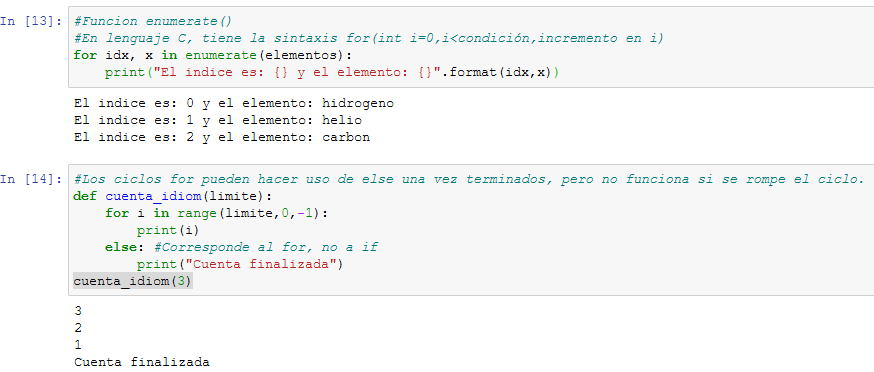 In [13]: #Funcion enumerate()
#En lenguaje C, tiene la sintaxis for(int i=0,i<condición,incremento en i)
for idx, x in enumerate(elementos):
    print("El indice es: {} y el elemento: {}".format(idx,x))
El indice es: 0 y el elemento: hidrogeno
El indice es: 1 y el elemento: helio
El indice es: 2 y el elemento: carbon
In [14]: #Los ciclos for pueden hacer uso de else una vez terminados, pero no funciona si se rompe el ciclo.
def cuenta_idiom(limite):
    for i in range(limite,0,-1):
        print(i)
    else: #Corresponde al for, no a if
        print("Cuenta finalizada")
cuenta_idiom(3)
3
2
1
Cuenta finalizada